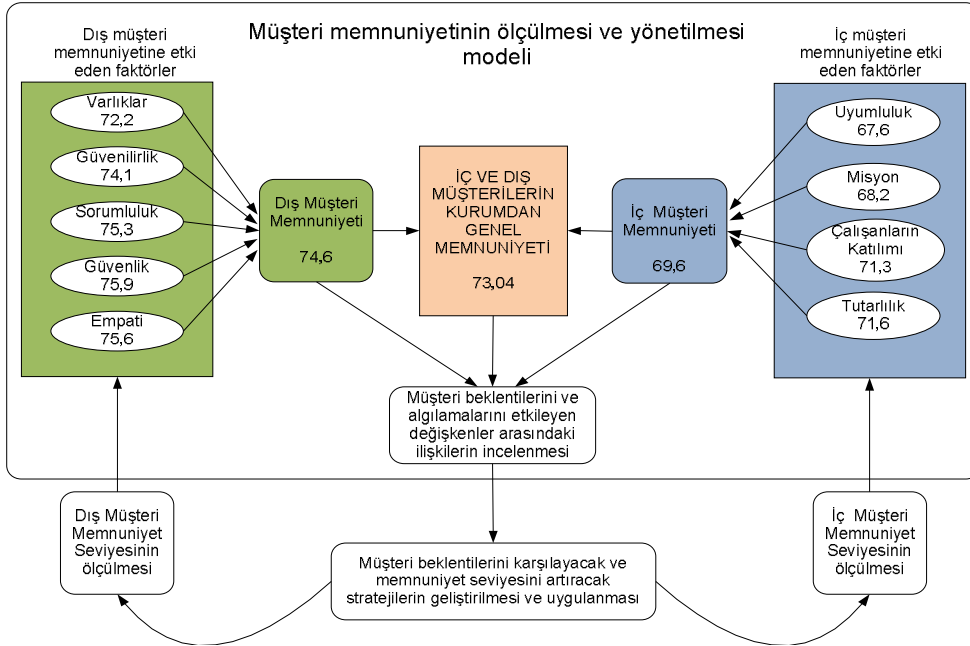 Müşteri memnuniyetinin ölçülmesi ve yönetilmesi
modeli
Dış müşteri
memnuniyetine etki
eden faktörler
Varlıklar
72,2
Güvenilirlik
74,1
Sorumluluk
75,3
Güvenlik
75,9
Empati
75,6
Dış Müşteri
Memnuniyeti
74,6
İÇ VE DIŞ
MÜŞTERİLERİN
KURUMDAN
GENEL
MEMNUNİYETİ
73,04
İç Müşteri
Memnuniyeti
69,6
İç müşteri
memnuniyetine etki
eden faktörler
Uyumluluk
67,6
Misyon
68,2
Çalışanların
Katılımı
71,3
Tutarlılık
71,6
Müşteri beklentilerini ve
algılamalarını etkileyen
değişkenler arasındaki
ilişkilerin incelenmesi
Dış Müşteri
Memnuniyet
Seviyesinin
ölçülmesi
Müşteri beklentilerini karşılayacak ve
memnuniyet seviyesini artıracak
stratejilerin geliştirilmesi ve uygulanması
İç Müşteri
Memnuniyet
Seviyesinin
ölçülmesi